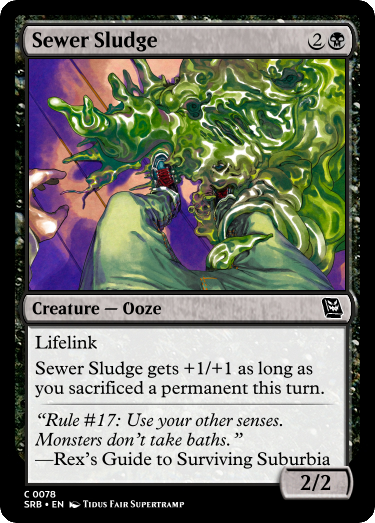 Sewer Sludge 2
Creature — Ooze
Lifelink
Sewer Sludge gets +1/+1 as long as
you sacrificed a permanent this turn.
“Rule #17: Use your other senses.
Monsters don’t take baths.”
—Rex’s Guide to Surviving Suburbia
2/2
C 0078
SRB • EN Tidus Fair Supertramp